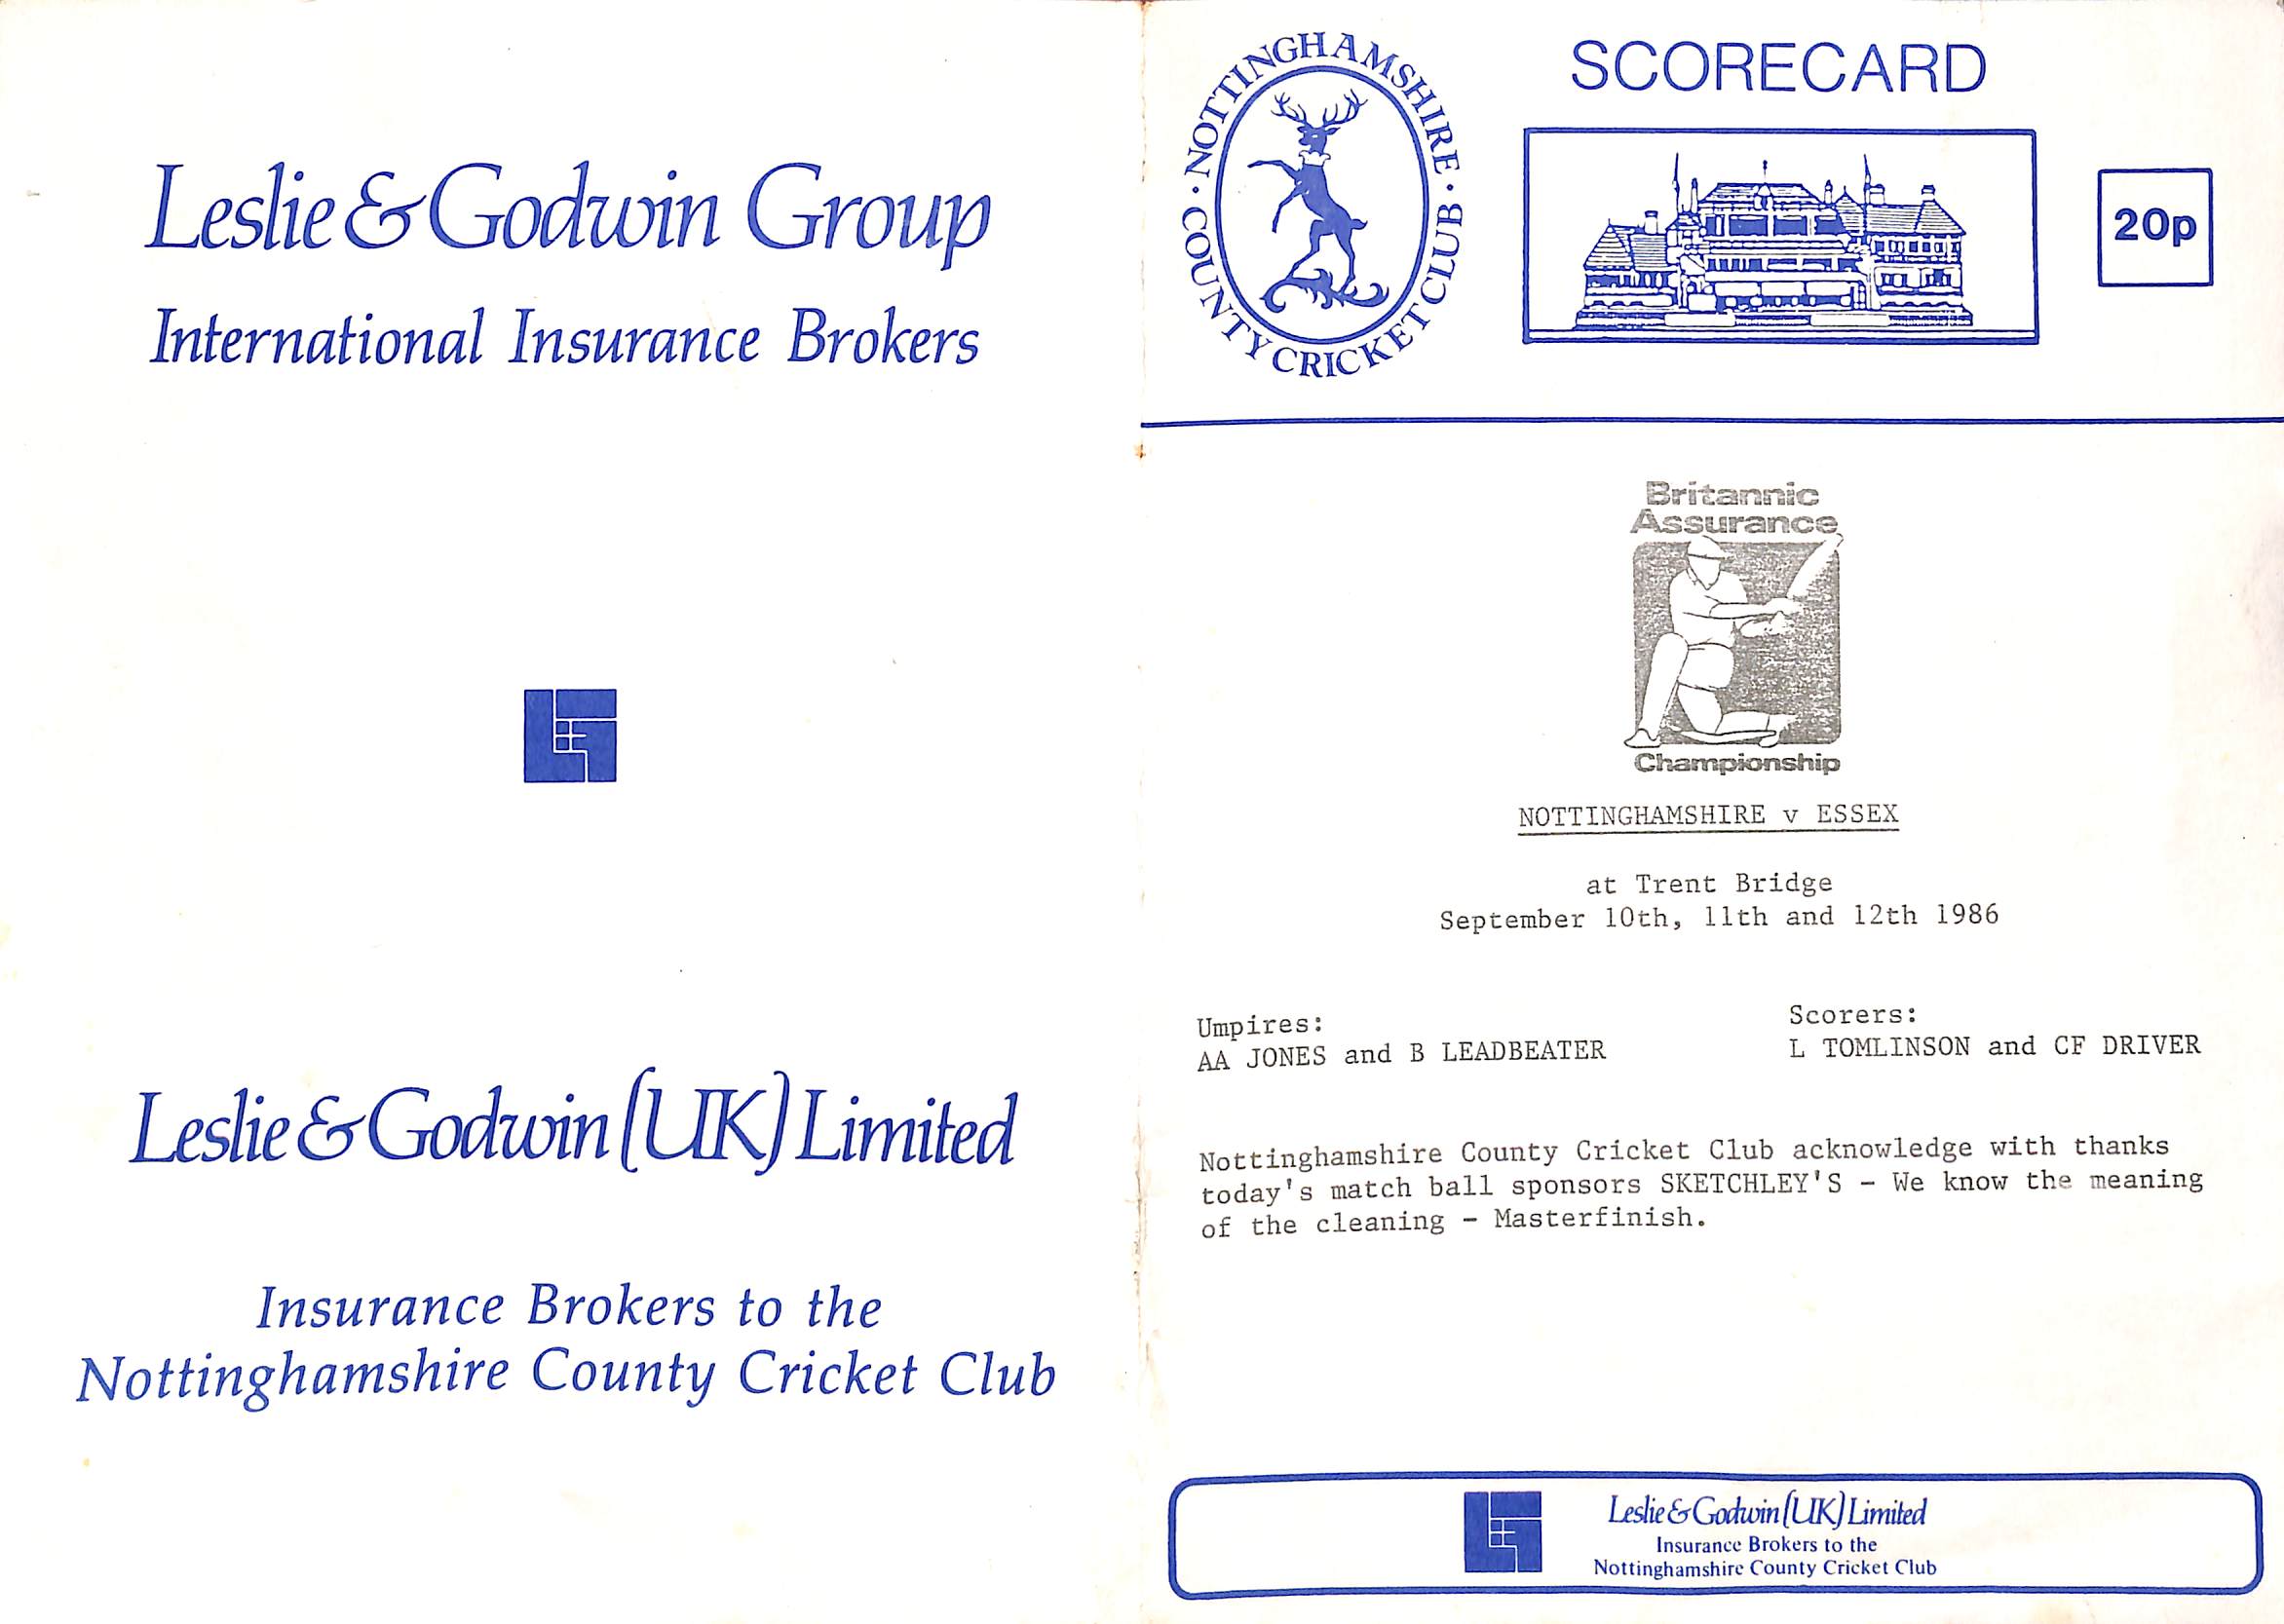 Leslie & Godwin Group
International Insurance Brokers
Leslie & Godwin (UK) Limited
Insurance Brokers to the
Nottinghamshire County Cricket Club
· NOTTINGHAMSHIRE · COUNTY CRICKET CLUB
SCORECARD
20p
Britannic
Assurance
Championship
NOTTINGHAMSHIRE v ESSEX
at Trent Bridge
September 10th, 11th and 12th 1986
Umpires:
AA JONES and B LEADBEATER
Scorers:
L TOMLINSON and CF DRIVER
Nottinghamshire County Cricket Club acknowledge with thanks
today's match ball sponsors SKETCHLEY'S - We know the meaning
of the cleaning - Masterfinish.
Leslie & Godwin (UK) Limited
Insurance Brokers to the
Nottinghamshire County Cricket Club